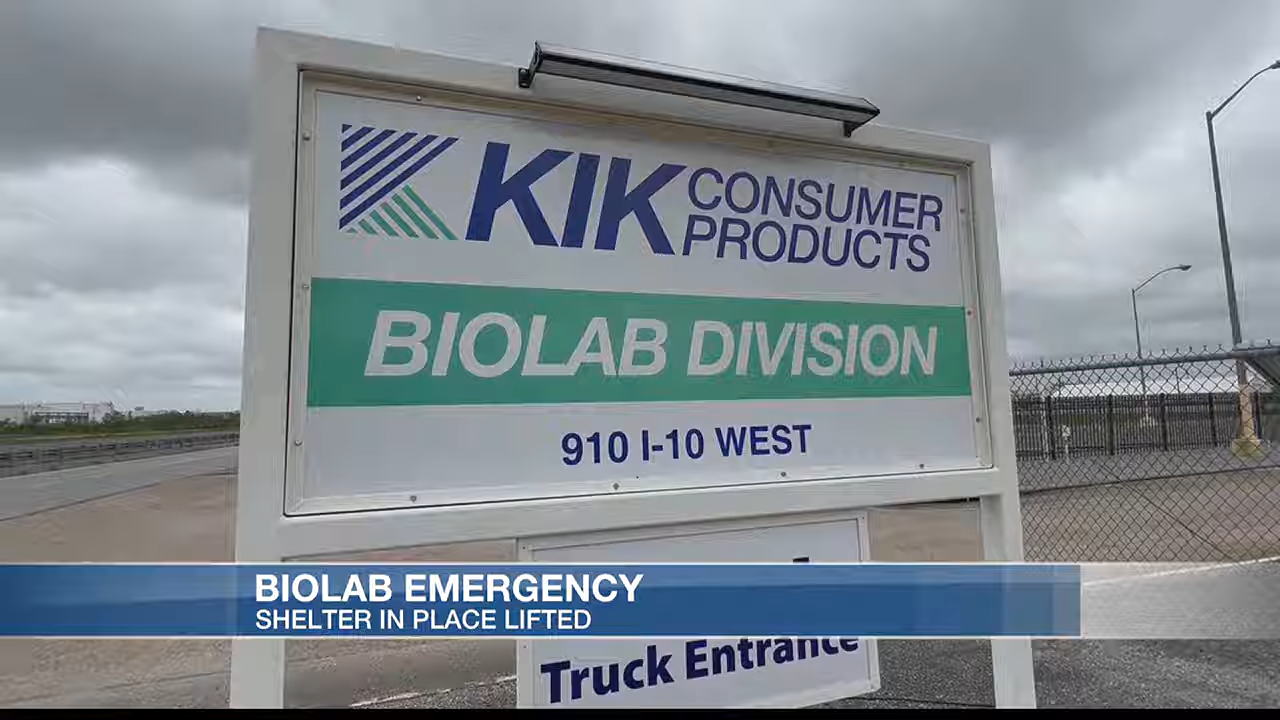 KIK CONSUMER
PRODUCTS
BIOLAB DIVISION
910 I-10 WEST
BIOLAB EMERGENCY
SHELTER IN PLACE LIFTED
Truck Entrance